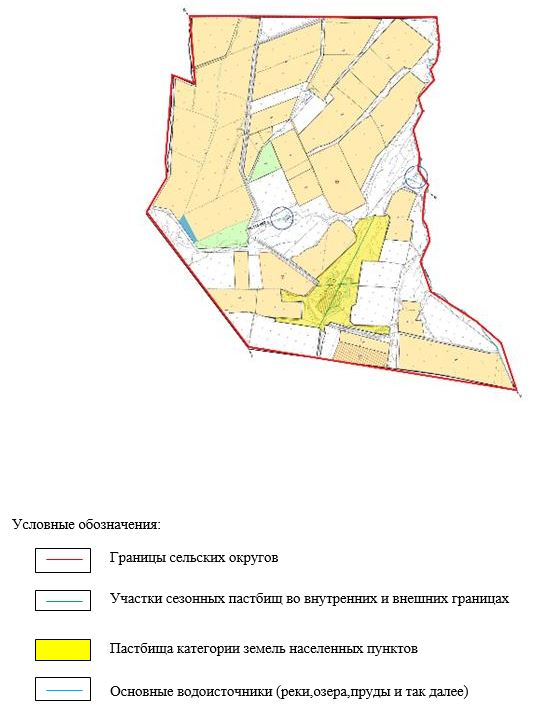 Условные обозначения:
Границы сельских округов
Участки сезонных пастбищ во внутренних и внешних границах
Пастбища категории земель населенных пунктов
Основные водоисточники (реки,озера,пруды и так далее)